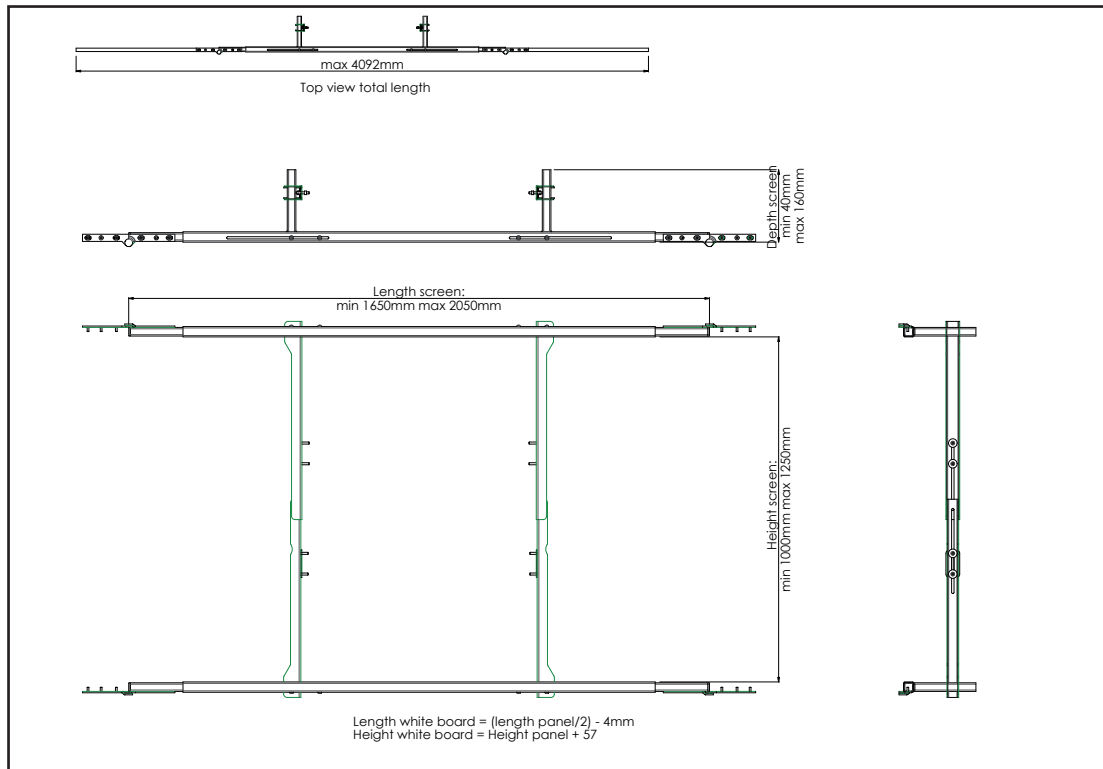 max 4092mm
Top view total length
Depth screen
min 40mm
max 160mm
Length screen:
min 1650mm max 2050mm
Height screen:
min 1000mm max 1250mm
Length white board = (length panel/2) - 4mm
Height white board = Height panel + 57